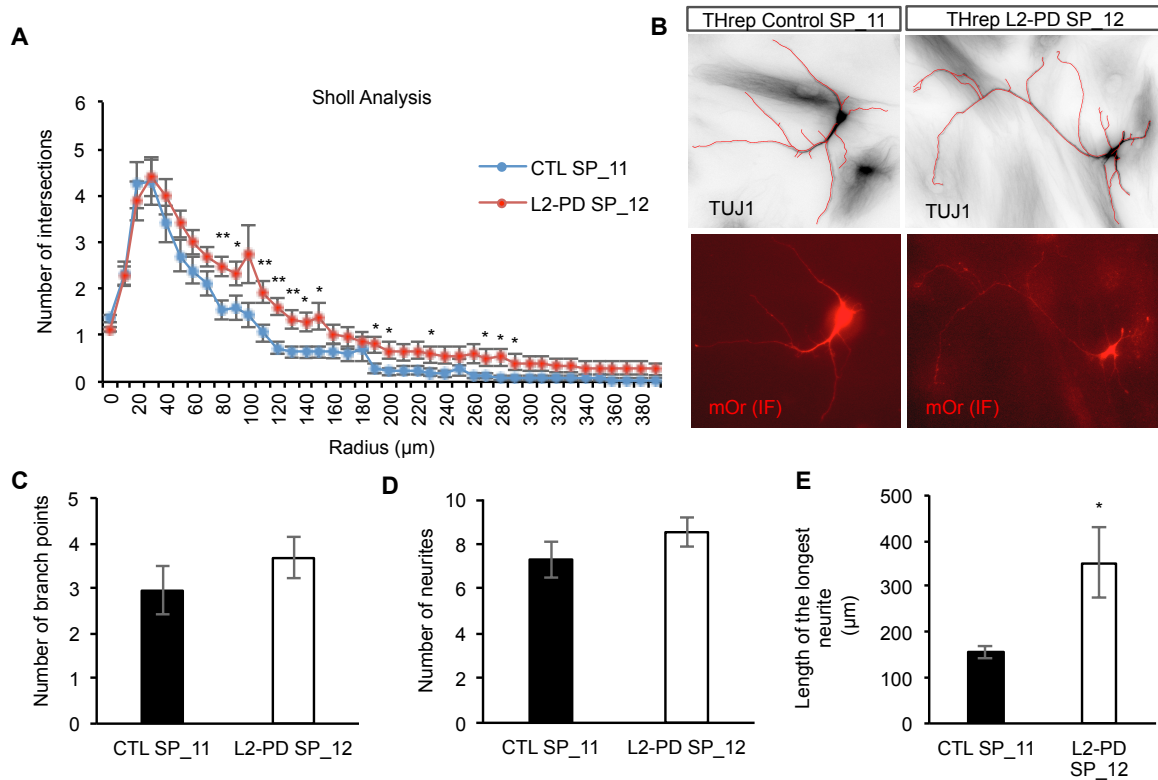 A
Sholl Analysis
Number of intersections
6
5
4
3
2
1
0
CTL SP_11
L2-PD SP_12
** * ** ** ** * * * * * * * *
0 20 40 60 80 100 120 140 160 180 200 220 240 260 280 300 320 340 360 380
Radius (µm)
B
THrep Control SP_11
THrep L2-PD SP_12
TUJ1
TUJ1
mOr (IF)
mOr (IF)
C
Number of branch points
5
4
3
2
1
0
CTL SP_11
L2-PD SP_12
D
Number of neurites
10
8
6
4
2
0
CTL SP_11
L2-PD SP_12
E
Length of the longest
neurite
(µm)
500
400
300
200
100
0
*
CTL SP_11
L2-PD
SP_12